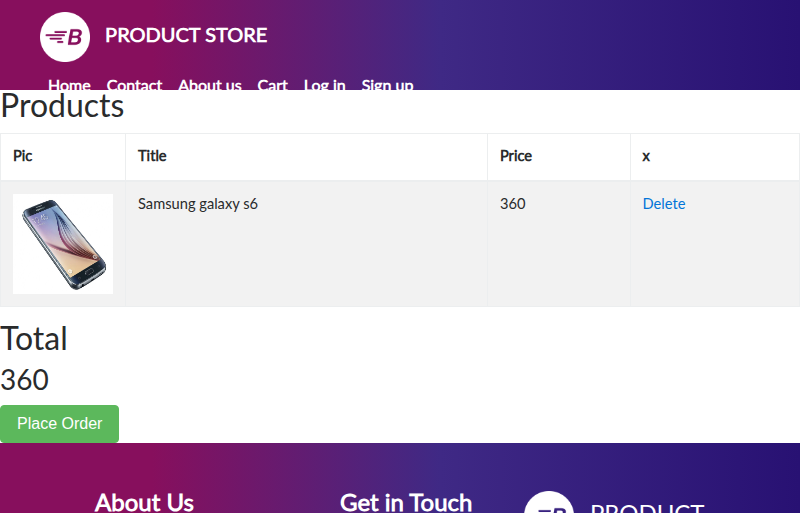 B PRODUCT STORE
Home Contact About us Cart Log in Sign up
Products
Pic Title Price x
Samsung galaxy s6 360 Delete
Total
360
Place Order
About Us Get in Touch B PRODUCT